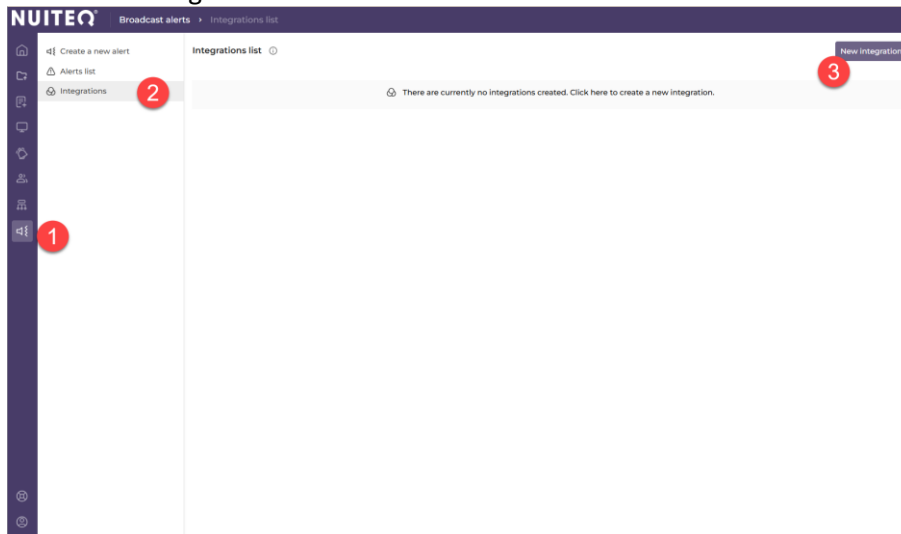 NUITEQ Broadcast alerts › Integrations list
Create a new alert
Alerts list
Integrations
2
Integrations list
New integration
3
There are currently no integrations created. Click here to create a new integration.
1